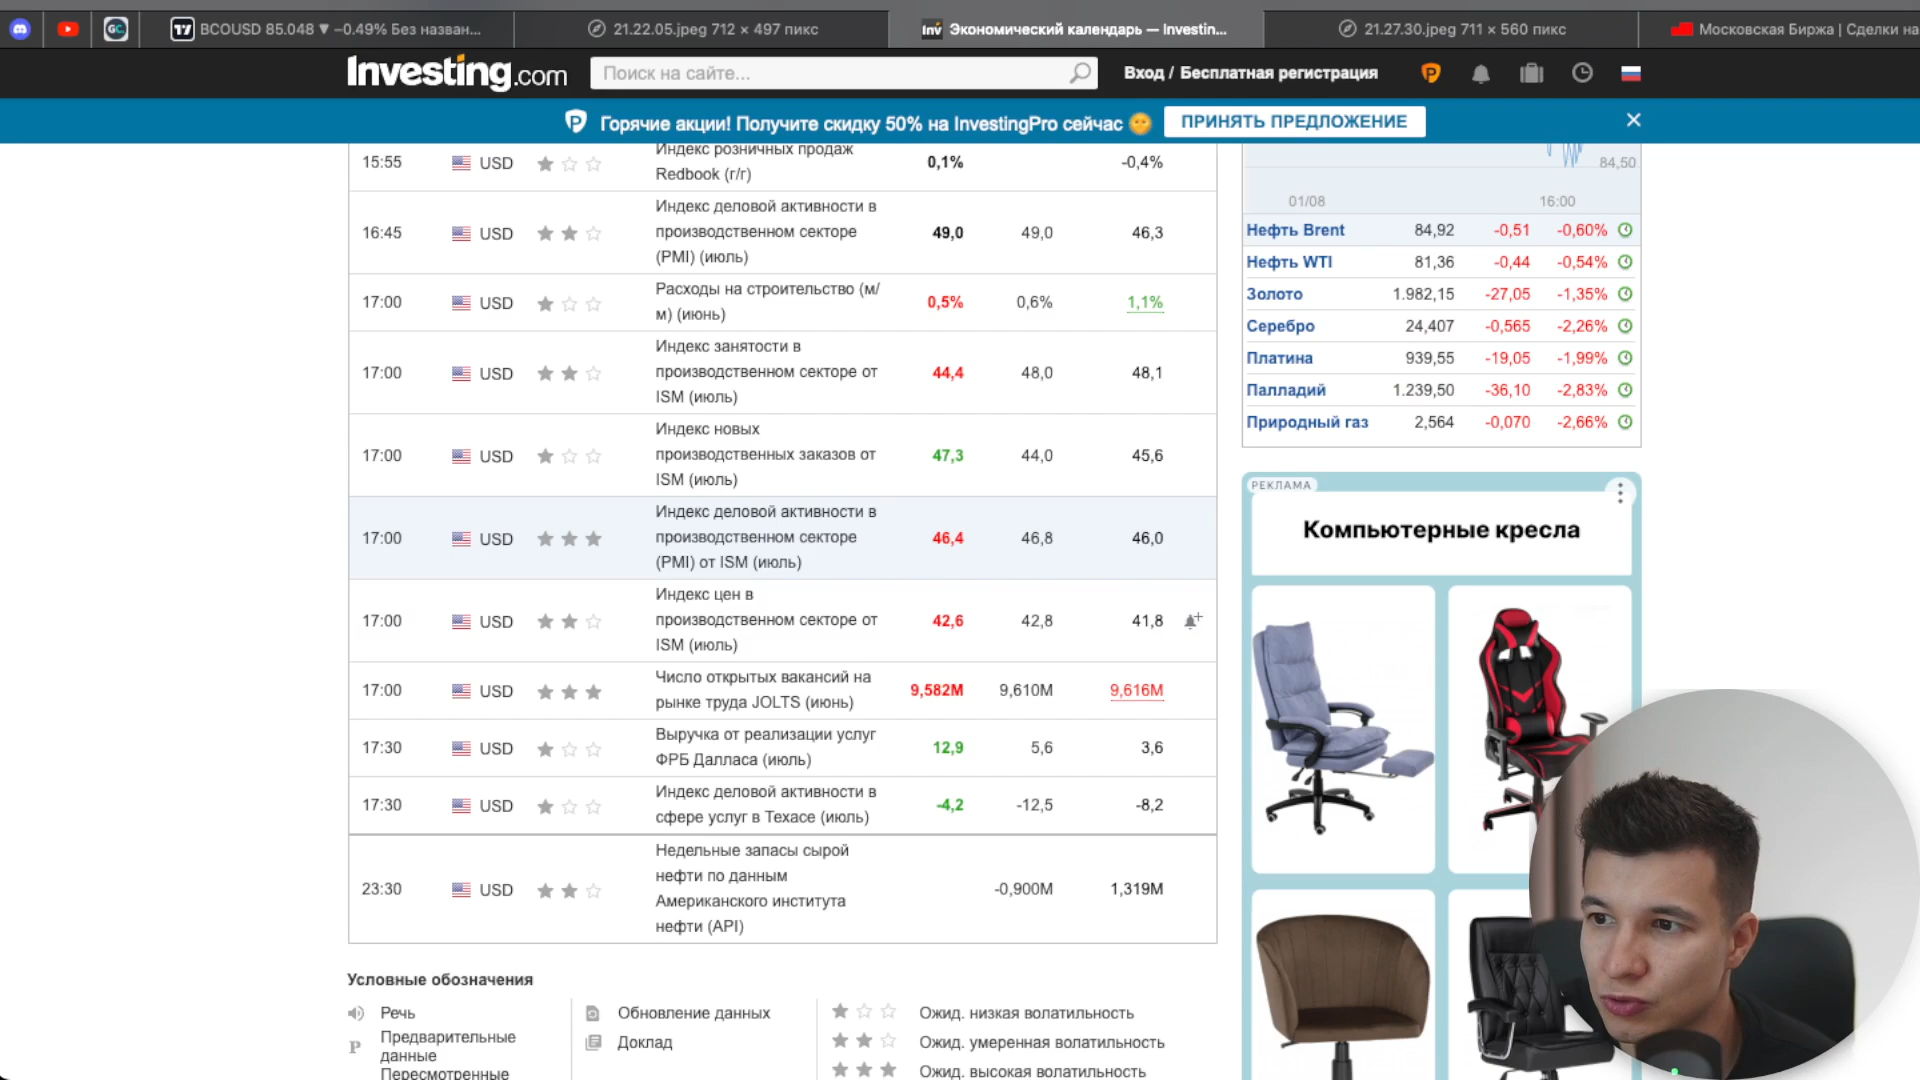 BCOUSD 85.048 ▼ −0.49% Без назван...
21.22.05.jpeg 712 × 497 пикс
Экономический календарь — Investin...
21.27.30.jpeg 711 × 560 пикс
Московская Биржа | Сделки на
Investing.com
Поиск на сайте...
Вход / Бесплатная регистрация
Горячие акции! Получите скидку 50% на InvestingPro сейчас
ПРИНЯТЬ ПРЕДЛОЖЕНИЕ
15:55 USD Индекс розничных продаж 0,1% -0,4%
Redbook (г/г)
16:45 USD Индекс деловой активности в
производственном секторе 49,0 49,0 46,3
(PMI) (июль)
17:00 USD Расходы на строительство (м/ 0,5% 0,6% 1,1%
м) (июнь)
Индекс занятости в
17:00 USD производственном секторе от 44,4 48,0 48,1
ISM (июль)
Индекс новых
17:00 USD производственных заказов от 47,3 44,0 45,6
ISM (июль)
Индекс деловой активности в
17:00 USD производственном секторе 46,4 46,8 46,0
(PMI) от ISM (июль)
Индекс цен в
17:00 USD производственном секторе от 42,6 42,8 41,8
ISM (июль)
17:00 USD Число открытых вакансий на 9,582M 9,610M 9,616M
рынке труда JOLTS (июнь)
17:30 USD Выручка от реализации услуг 12,9 5,6 3,6
ФРБ Далласа (июль)
17:30 USD Индекс деловой активности в -4,2 -12,5 -8,2
сфере услуг в Техасе (июль)
Недельные запасы сырой
23:30 USD нефти по данным -0,900M 1,319M
Американского института
нефти (API)
84,50
01/08 16:00
Нефть Brent 84,92 -0,51 -0,60%
Нефть WTI 81,36 -0,44 -0,54%
Золото 1.982,15 -27,05 -1,35%
Серебро 24,407 -0,565 -2,26%
Платина 939,55 -19,05 -1,99%
Палладий 1.239,50 -36,10 -2,83%
Природный газ 2,564 -0,070 -2,66%
РЕКЛАМА
Компьютерные кресла
Условные обозначения
Речь
P Предварительные
данные
Пересмотренные
Обновление данных
Доклад
Ожид. низкая волатильность
Ожид. умеренная волатильность
Ожид. высокая волатильность